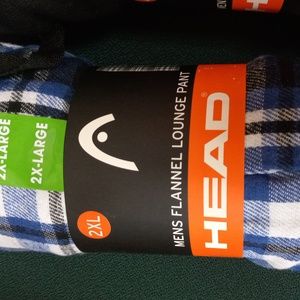 2X-LARGE
2X-LARGE
2XL
MENS FLANNEL LOUNGE PANT
HEAD